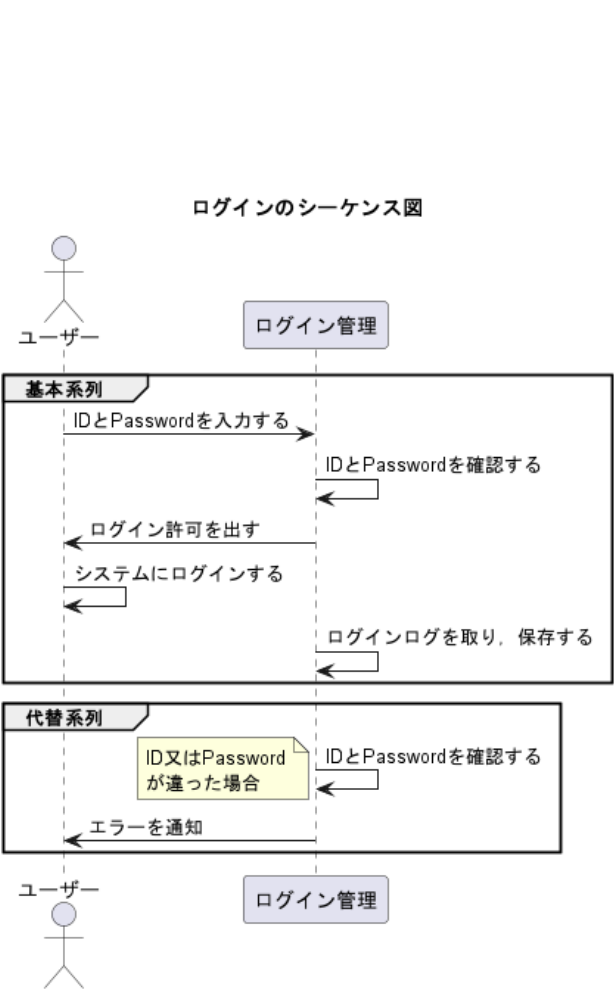 ログインのシーケンス図
ユーザー
ログイン管理
基本系列
IDとPasswordを入力する
IDとPasswordを確認する
ログイン許可を出す
システムにログインする
ログインログを取り，保存する
代替系列
ID又はPassword
が違った場合
IDとPasswordを確認する
エラーを通知
ユーザー
ログイン管理